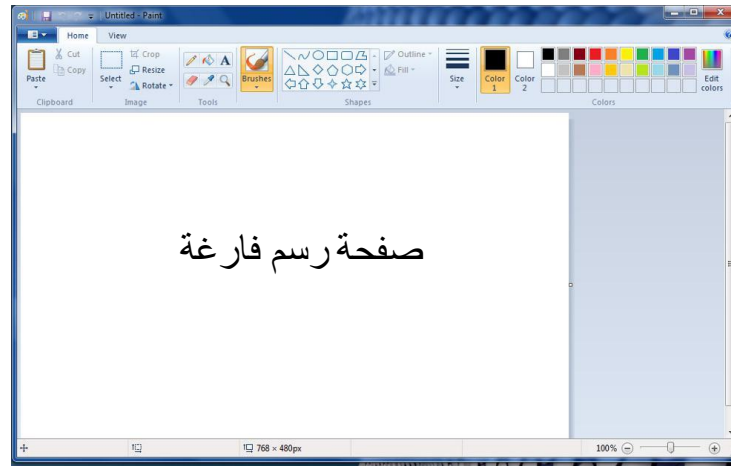 Untitled - Paint
Home View
Paste
Cut
Copy
Clipboard
Select
Crop
Resize
Rotate
Image
A
Tools
Brushes
Outline
Fill
Shapes
Size
Color 1
Color 2
Edit colors
Colors
صفحة رسم فارغة
768 × 480px
100%